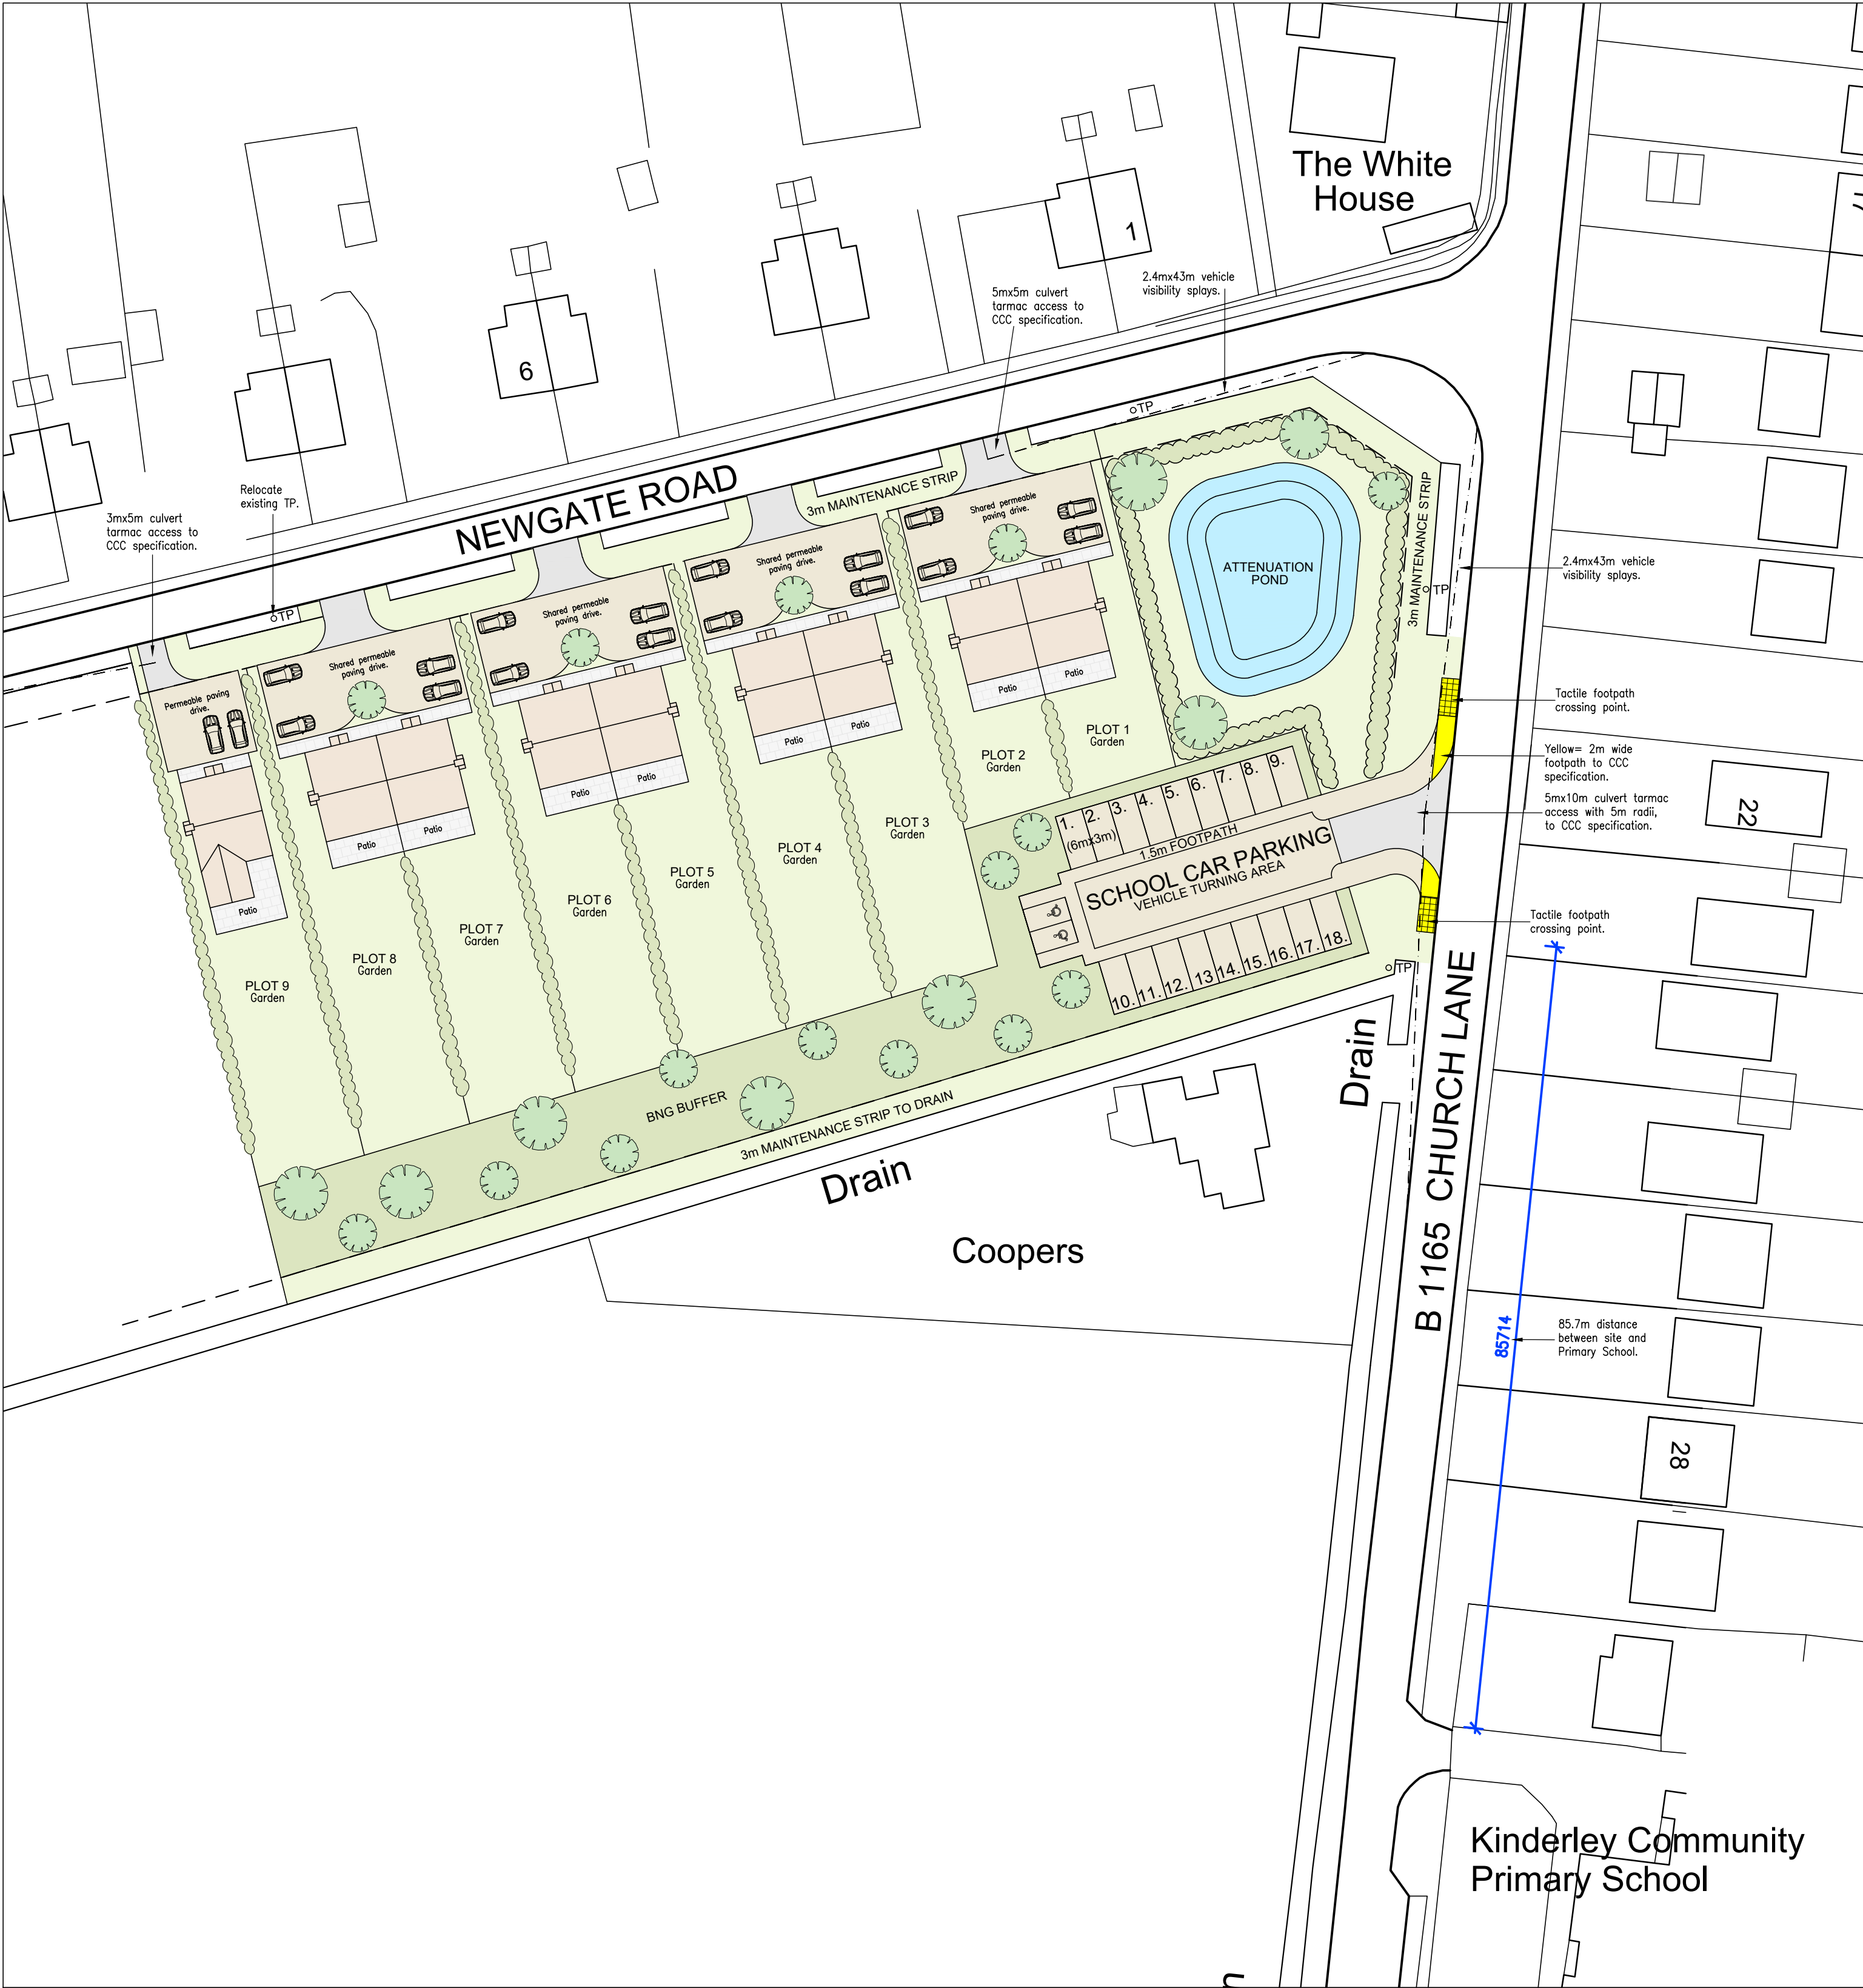 The White
House
1
7
2.4mx43m vehicle
visibility splays.
5mx5m culvert
tarmac access to
CCC specification.
6
TP
Relocate
existing TP.
3mx5m culvert
tarmac access to
CCC specification.
NEWGATE ROAD
3m MAINTENANCE STRIP
Shared permeable
paving drive.
Shared permeable
paving drive.
Shared permeable
paving drive.
Shared permeable
paving drive.
Permeable paving
drive.
TP
ATTENUATION
POND
3m MAINTENANCE STRIP
TP
2.4mx43m vehicle
visibility splays.
Tactile footpath
crossing point.
Yellow= 2m wide
footpath to CCC
specification.
5mx10m culvert tarmac
access with 5m radii,
to CCC specification.
Tactile footpath
crossing point.
22
Patio
Patio
Patio
Patio
Patio
Patio
Patio
Patio
Patio
PLOT 1
Garden
PLOT 2
Garden
PLOT 3
Garden
PLOT 4
Garden
PLOT 5
Garden
PLOT 6
Garden
PLOT 7
Garden
PLOT 8
Garden
PLOT 9
Garden
1. 2. 3. 4. 5. 6. 7. 8. 9.
(6mx3m)
1.5m FOOTPATH
SCHOOL CAR PARKING
VEHICLE TURNING AREA
10. 11. 12. 13 14. 15. 16. 17. 18.
TP
BNG BUFFER
3m MAINTENANCE STRIP TO DRAIN
Drain
Drain
Coopers
B 1165 CHURCH LANE
85714
85.7m distance
between site and
Primary School.
28
Kinderley Community
Primary School